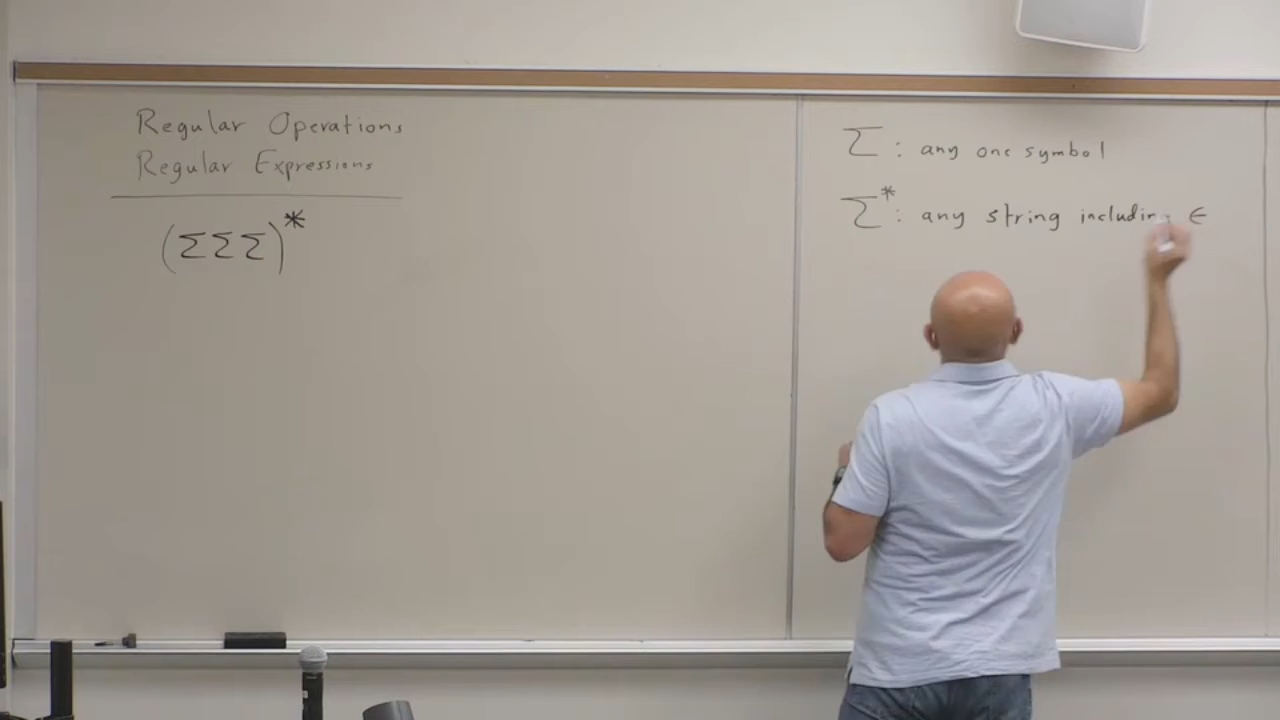 Regular Operations
Regular Expressions
(ΣΣΣ)*
Σ: any one symbol
Σ*: any string including ∈